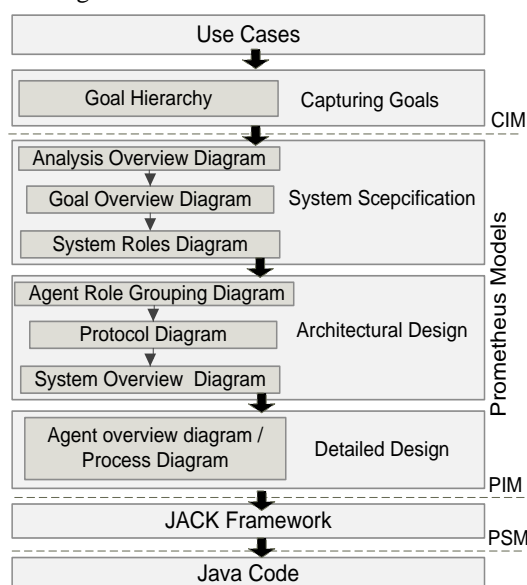 Use Cases
Goal Hierarchy
Capturing Goals
CIM
Analysis Overview Diagram
Goal Overview Diagram
System Scepcification
System Roles Diagram
Agent Role Grouping Diagram
Protocol Diagram
Architectural Design
System Overview Diagram
Prometheus Models
Agent overview diagram /
Process Diagram
Detailed Design
PIM
JACK Framework
PSM
Java Code